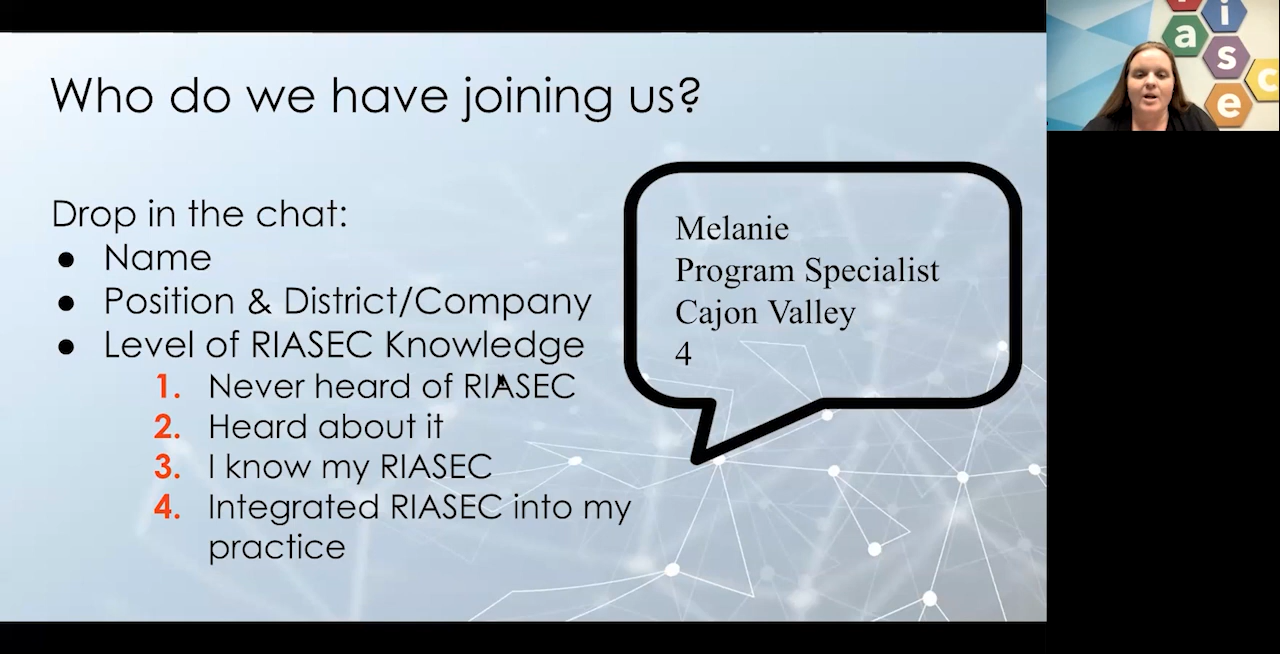 Who do we have joining us?
Drop in the chat:
● Name
● Position & District/Company
● Level of RIASEC Knowledge
1. Never heard of RIASEC
2. Heard about it
3. I know my RIASEC
4. Integrated RIASEC into my
practice
Melanie
Program Specialist
Cajon Valley
4
i
a
s
c
e